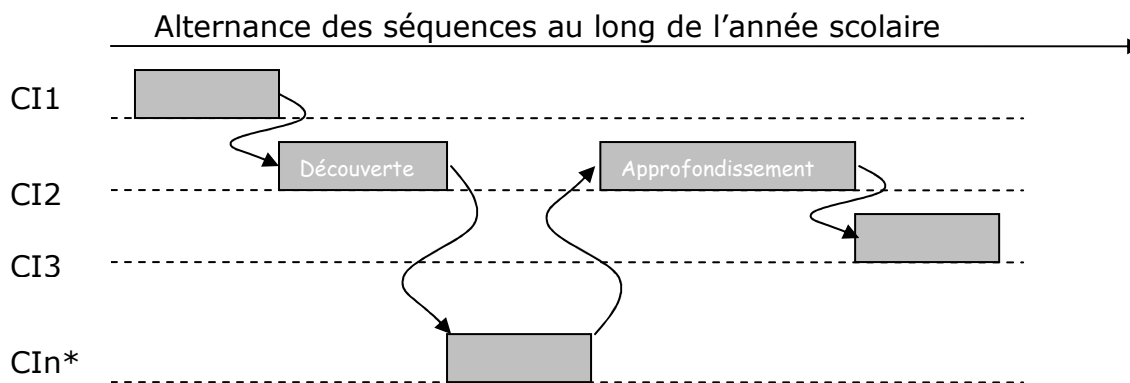 Alternance des séquences au long de l’année scolaire
CI1
Découverte
Approfondissement
CI2
CI3
CIn*